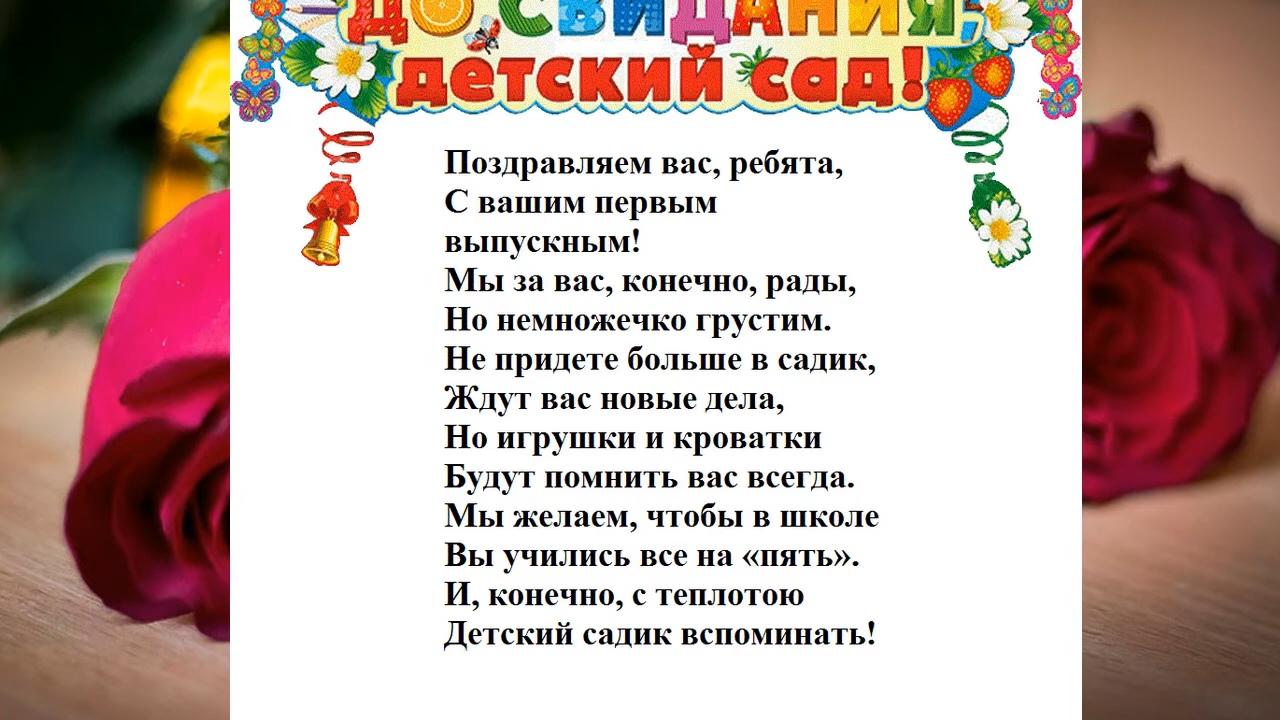 ДО СВИДАНИЯ,
детский сад!
Поздравляем вас, ребята,
С вашим первым
выпускным!
Мы за вас, конечно, рады,
Но немножечко грустим.
Не придете больше в садик,
Ждут вас новые дела,
Но игрушки и кроватки
Будут помнить вас всегда.
Мы желаем, чтобы в школе
Вы учились все на «пять».
И, конечно, с теплотою
Детский садик вспоминать!